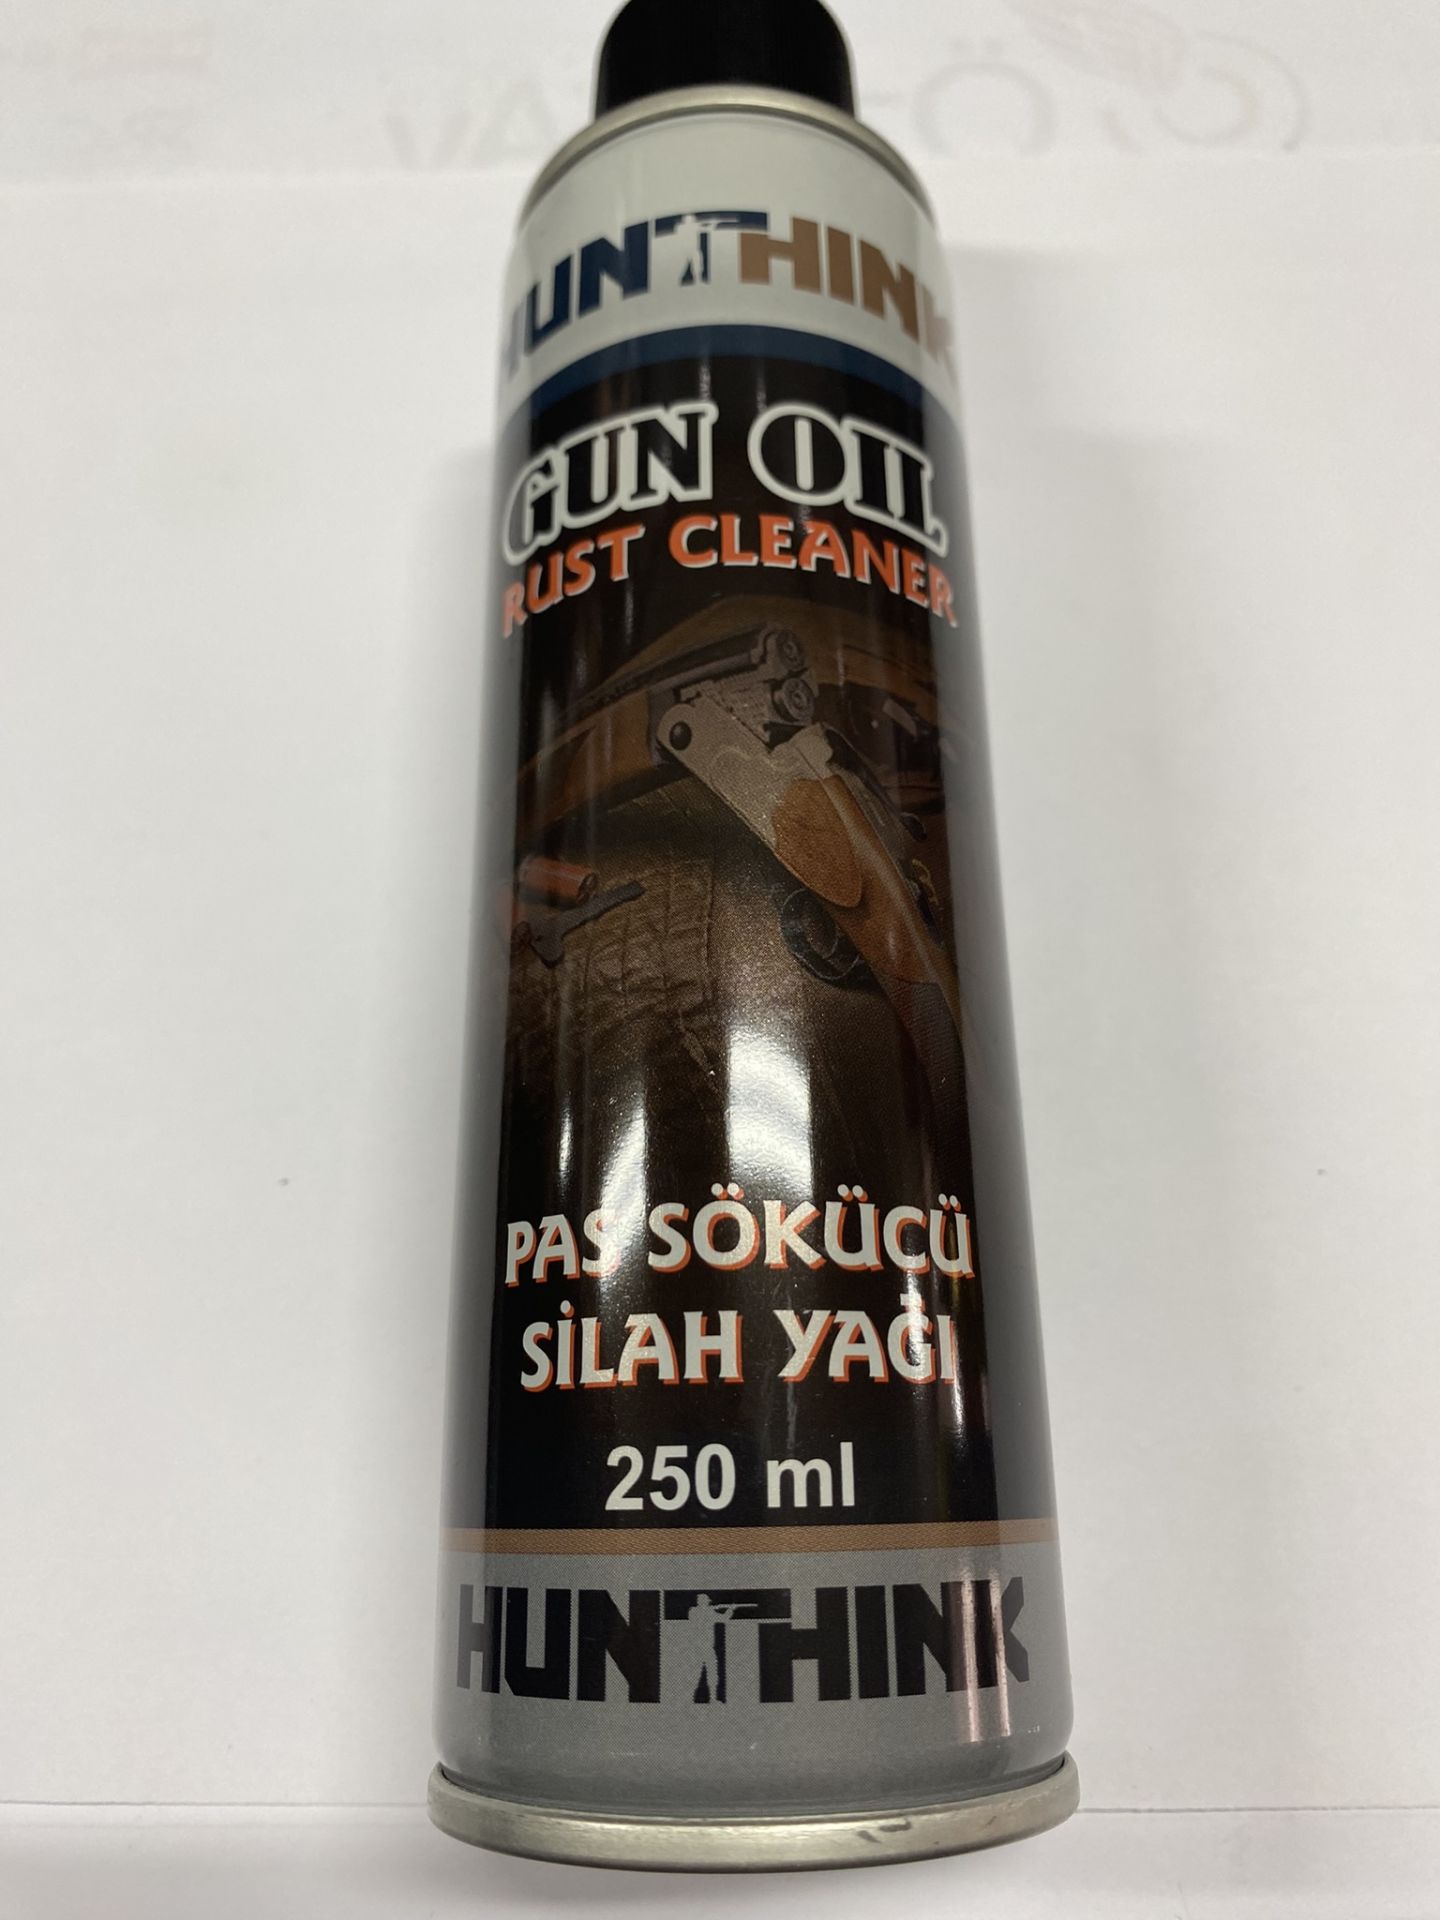 HUNTHINK
GUN OIL
RUST CLEANER
PAS SÖKÜCÜ
SİLAH YAĞI
250 ml
HUNTHINK